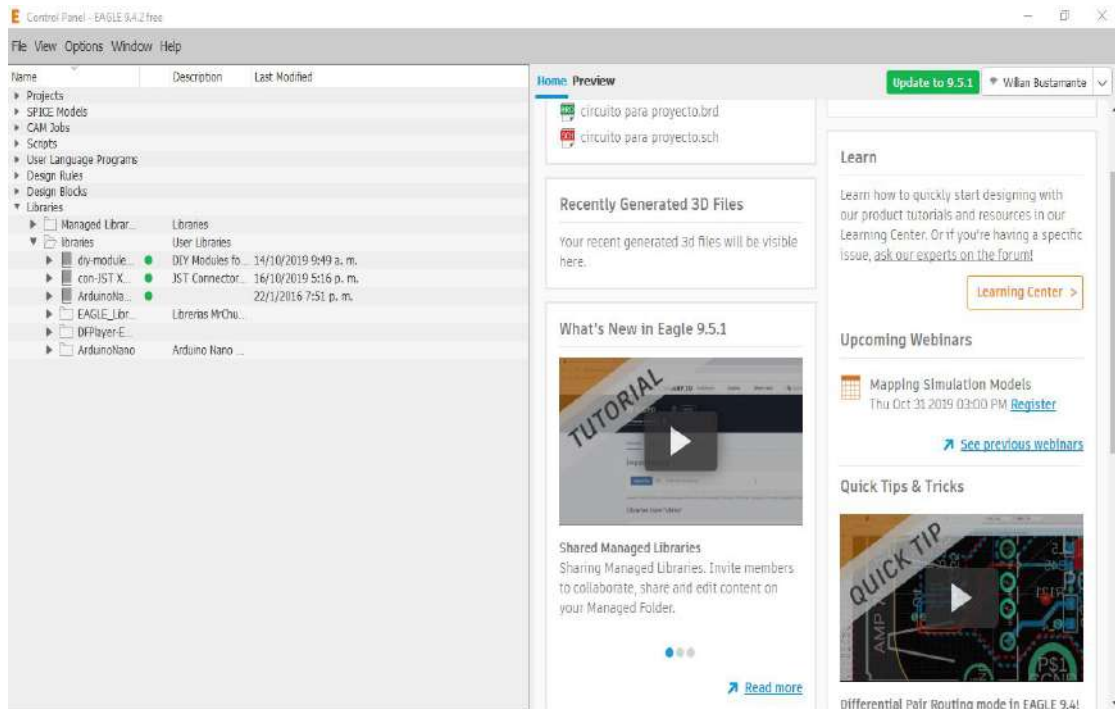 Control Panel - EAGLE 9.4.2 free
File View Options Window Help
Name Description Last Modified
Projects
SPICE Models
CAM Jobs
Scripts
User Language Programs
Design Rules
Design Blocks
Libraries
Managed Librar... Libraries
libraries User Libraries
diy-module... DIY Modules fo... 14/10/2019 9:49 a. m.
con-JST X... JST Connector... 16/10/2019 5:16 p. m.
ArduinoNa... 22/1/2016 7:51 p. m.
EAGLE_Libr... Librerias MrChu...
DFPlayer-E...
ArduinoNano Arduino Nano ...
Home Preview
Update to 9.5.1
Wilian Bustamante
circuito para proyecto.brd
circuito para proyecto.sch
Recently Generated 3D Files
Your recent generated 3d files will be visible
here.
What's New in Eagle 9.5.1
TUTORIAL
Shared Managed Libraries
Sharing Managed Libraries. Invite members
to collaborate, share and edit content on
your Managed Folder.
Read more
Learn
Learn how to quickly start designing with
our product tutorials and resources in our
Learning Center. Or if you're having a specific
issue, ask our experts on the forum!
Learning Center >
Upcoming Webinars
Mapping Simulation Models
Thu Oct 31 2019 03:00 PM Register
See previous webinars
Quick Tips & Tricks
QUICK TIP
AMP
P$1
Differential Pair Routing mode in EAGLE 9.4!